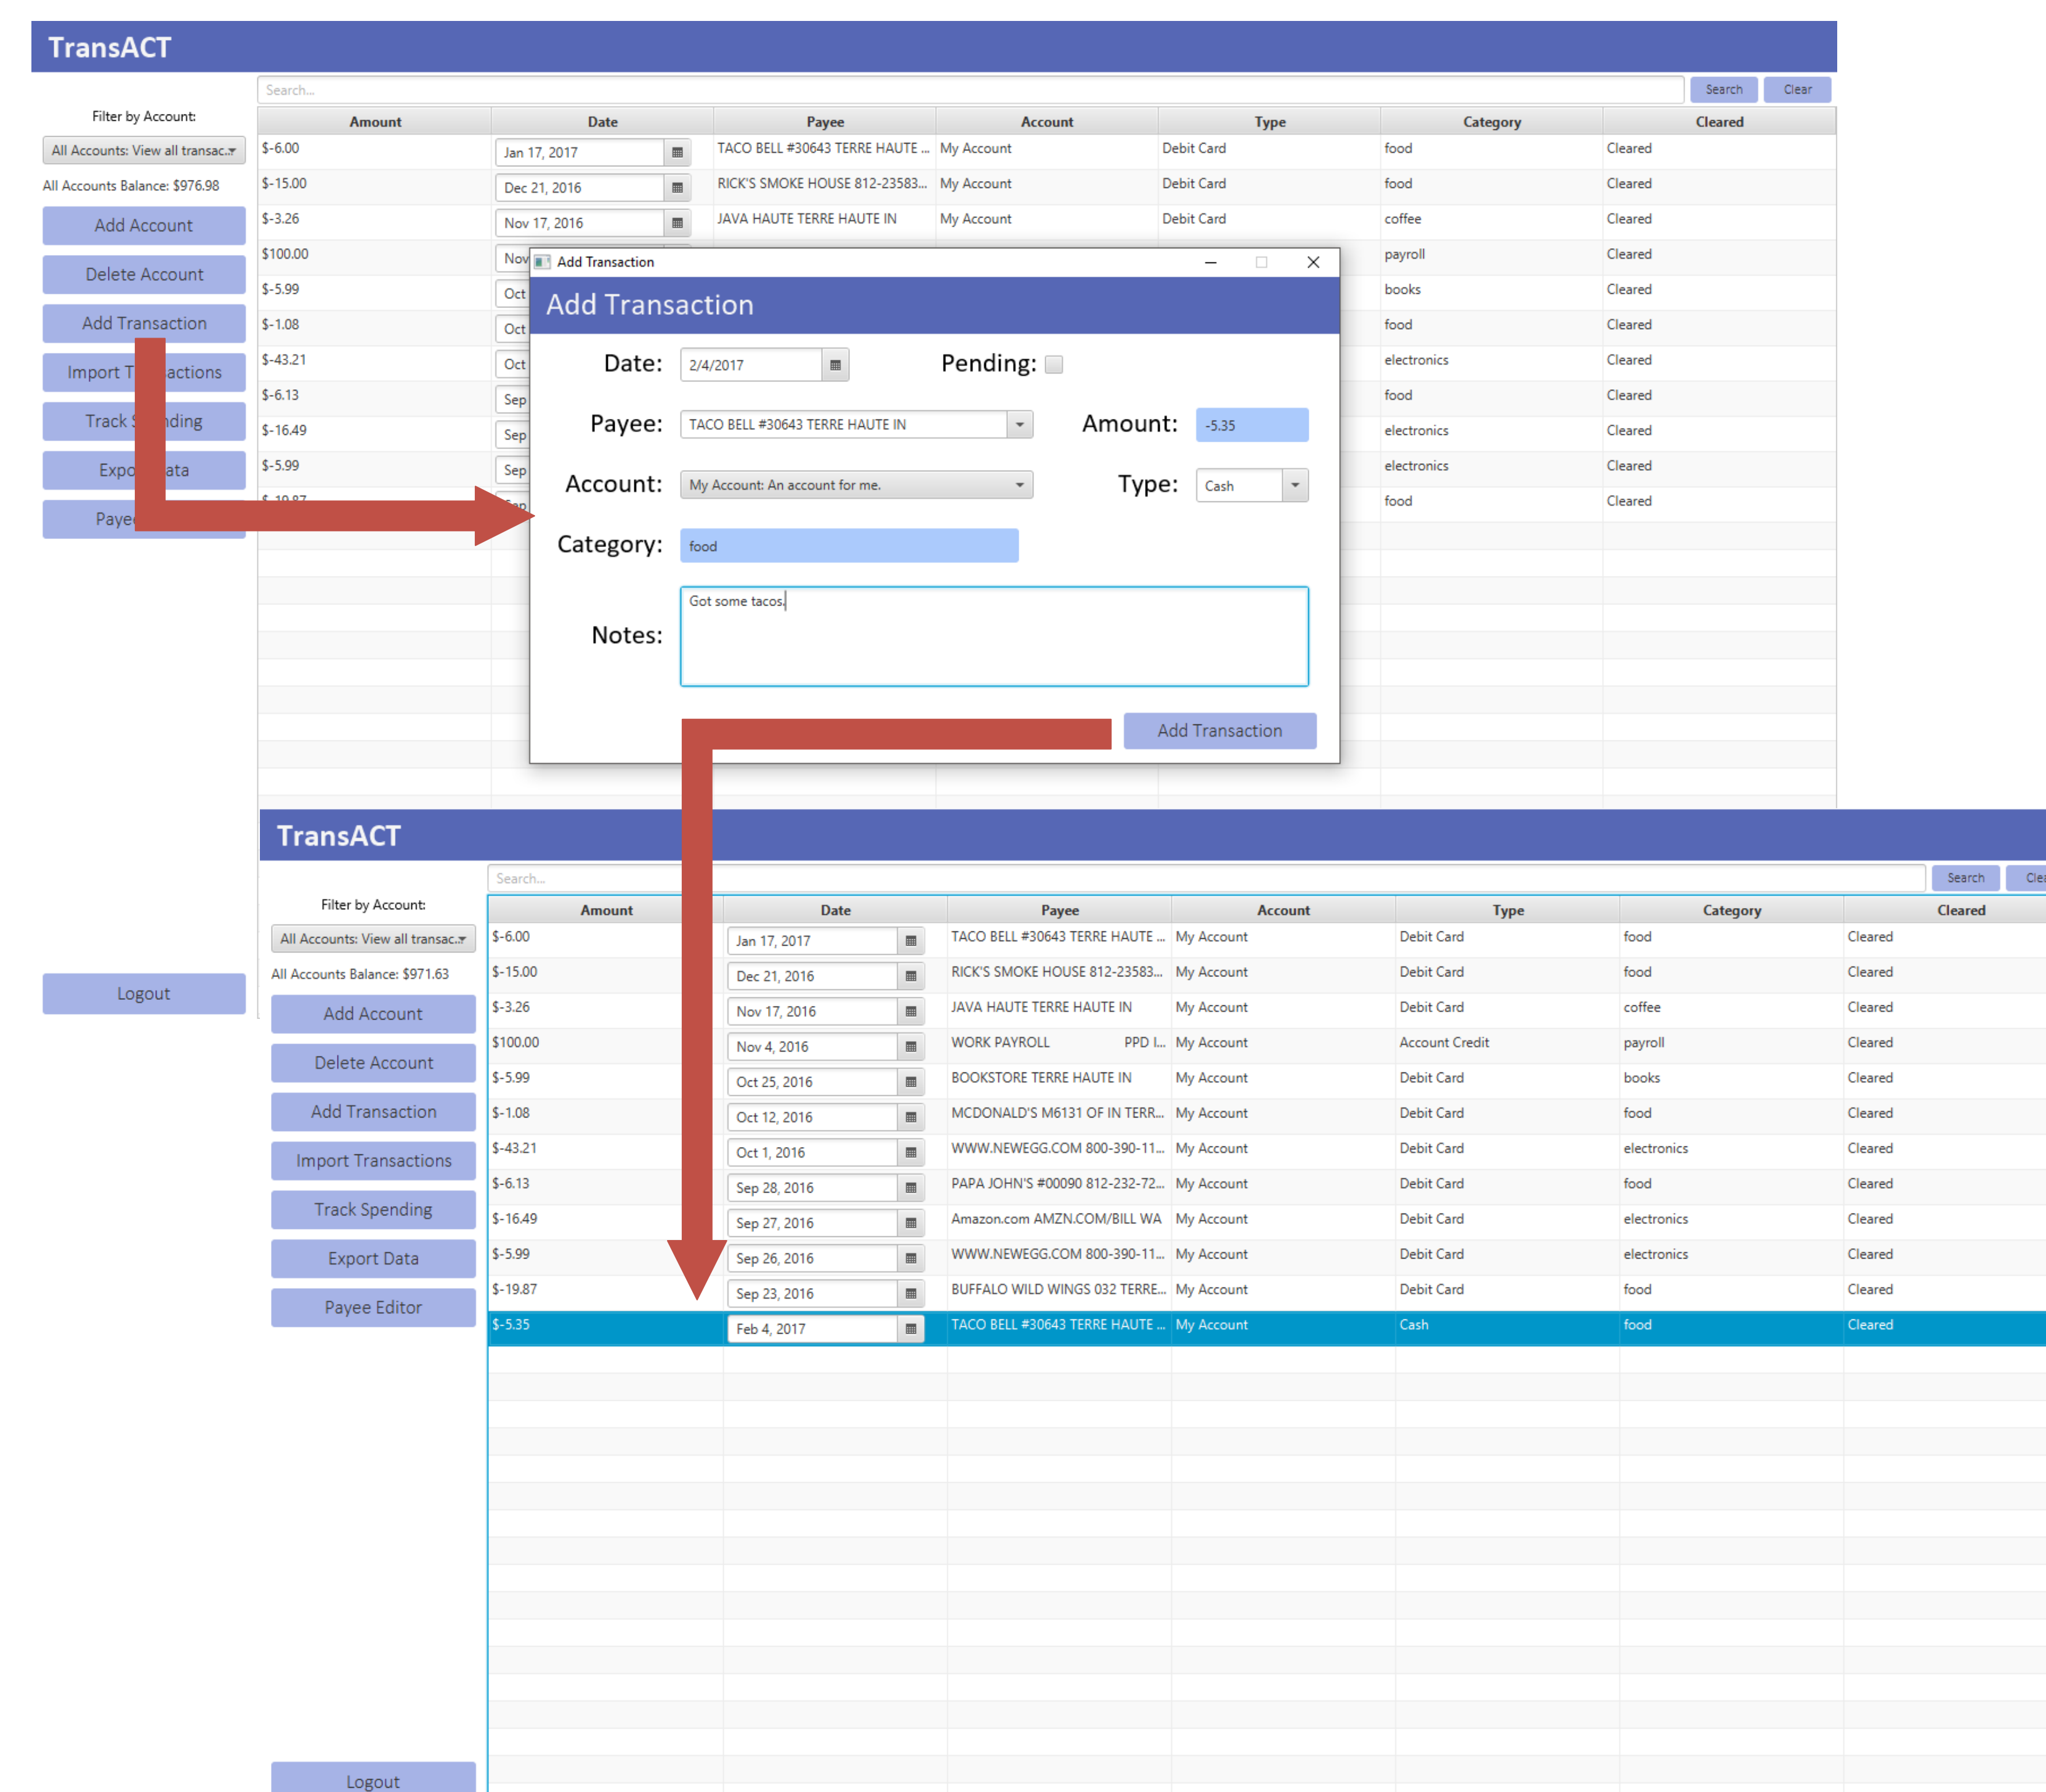 TransACT
Search...
Search
Clear
Filter by Account:
All Accounts: View all transac...
All Accounts Balance: $976.98
Add Account
Delete Account
Add Transaction
Import T actions
Track S nding
Expo ata
Paye
Logout
Amount Date Payee Account Type Category Cleared
$-6.00 Jan 17, 2017 TACO BELL #30643 TERRE HAUTE ... My Account Debit Card food Cleared
$-15.00 Dec 21, 2016 RICK'S SMOKE HOUSE 812-23583... My Account Debit Card food Cleared
$-3.26 Nov 17, 2016 JAVA HAUTE TERRE HAUTE IN My Account Debit Card coffee Cleared
$100.00 Nov payroll Cleared
$-5.99 Oct books Cleared
$-1.08 Oct food Cleared
$-43.21 Oct electronics Cleared
$-6.13 Sep food Cleared
$-16.49 Sep electronics Cleared
$-5.99 Sep electronics Cleared
food Cleared
Add Transaction
Add Transaction
Date: 2/4/2017 Pending:
Payee: TACO BELL #30643 TERRE HAUTE IN Amount: -5.35
Account: My Account: An account for me. Type: Cash
Category: food
Notes: Got some tacos.
Add Transaction
TransACT
Search...
Search
Filter by Account:
All Accounts: View all transac...
All Accounts Balance: $971.63
Add Account
Delete Account
Add Transaction
Import Transactions
Track Spending
Export Data
Payee Editor
Logout
Amount Date Payee Account Type Category Cleared
$-6.00 Jan 17, 2017 TACO BELL #30643 TERRE HAUTE ... My Account Debit Card food Cleared
$-15.00 Dec 21, 2016 RICK'S SMOKE HOUSE 812-23583... My Account Debit Card food Cleared
$-3.26 Nov 17, 2016 JAVA HAUTE TERRE HAUTE IN My Account Debit Card coffee Cleared
$100.00 Nov 4, 2016 WORK PAYROLL PPD I... My Account Account Credit payroll Cleared
$-5.99 Oct 25, 2016 BOOKSTORE TERRE HAUTE IN My Account Debit Card books Cleared
$-1.08 Oct 12, 2016 MCDONALD'S M6131 OF IN TERR... My Account Debit Card food Cleared
$-43.21 Oct 1, 2016 WWW.NEWEGG.COM 800-390-11... My Account Debit Card electronics Cleared
$-6.13 Sep 28, 2016 PAPA JOHN'S #00090 812-232-72... My Account Debit Card food Cleared
$-16.49 Sep 27, 2016 Amazon.com AMZN.COM/BILL WA My Account Debit Card electronics Cleared
$-5.99 Sep 26, 2016 WWW.NEWEGG.COM 800-390-11... My Account Debit Card electronics Cleared
$-19.87 Sep 23, 2016 BUFFALO WILD WINGS 032 TERRE... My Account Debit Card food Cleared
$-5.35 Feb 4, 2017 TACO BELL #30643 TERRE HAUTE ... My Account Cash food Cleared